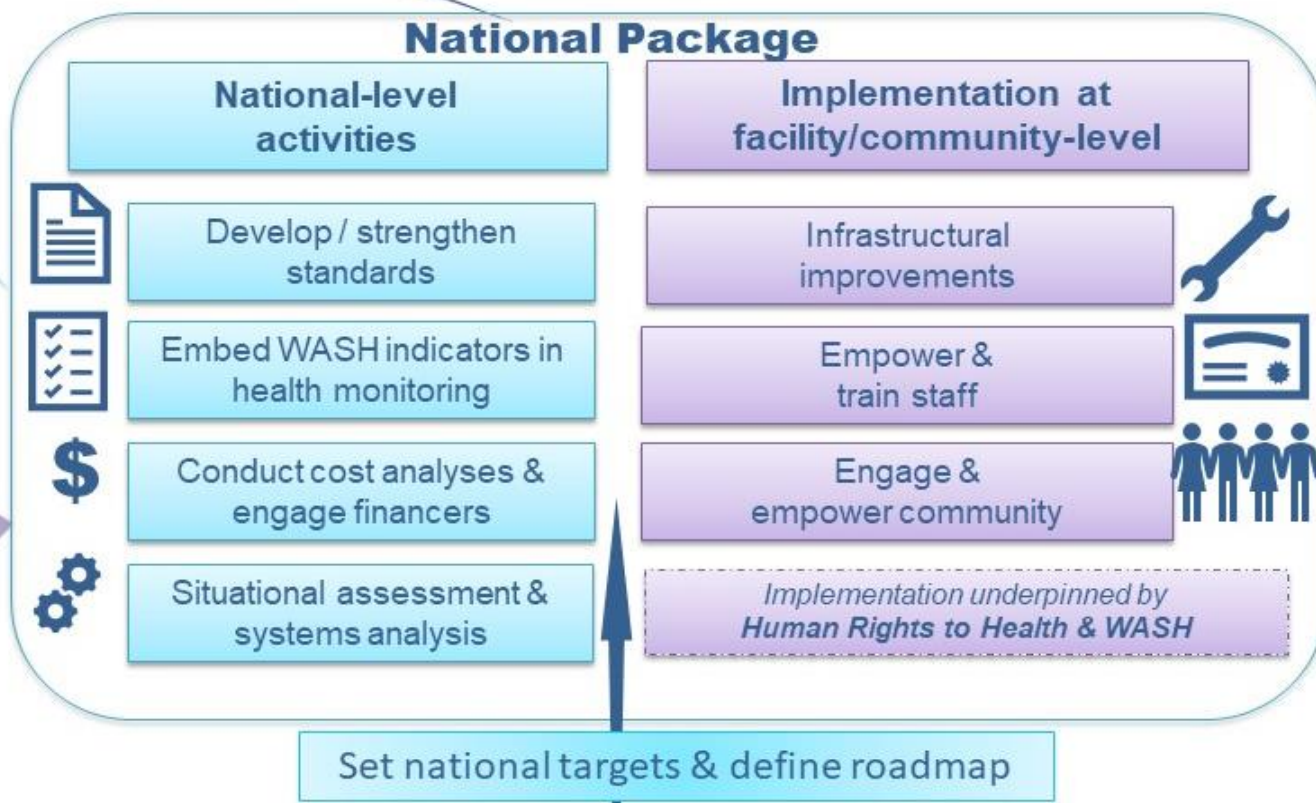 National Package
National-level
activities
Develop / strengthen
standards
Embed WASH indicators in
health monitoring
$
Conduct cost analyses &
engage financers
Situational assessment &
systems analysis
Implementation at
facility/community-level
Infrastructural
improvements
Empower &
train staff
Engage &
empower community
Implementation underpinned by
Human Rights to Health & WASH
Set national targets & define roadmap